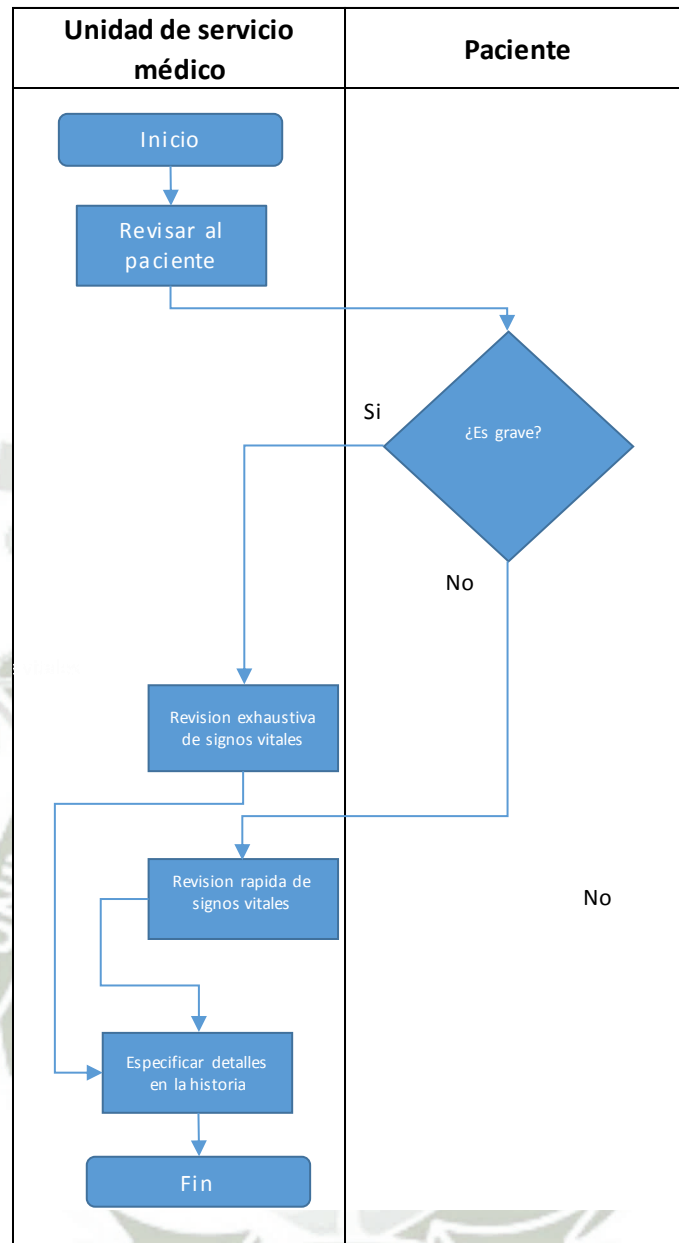 Unidad de servicio
médico
Paciente
Inicio
Revisar al
paciente
¿Es grave?
Si
No
Revision exhaustiva
de signos vitales
Revision rapida de
signos vitales
No
Especificar detalles
en la historia
Fin